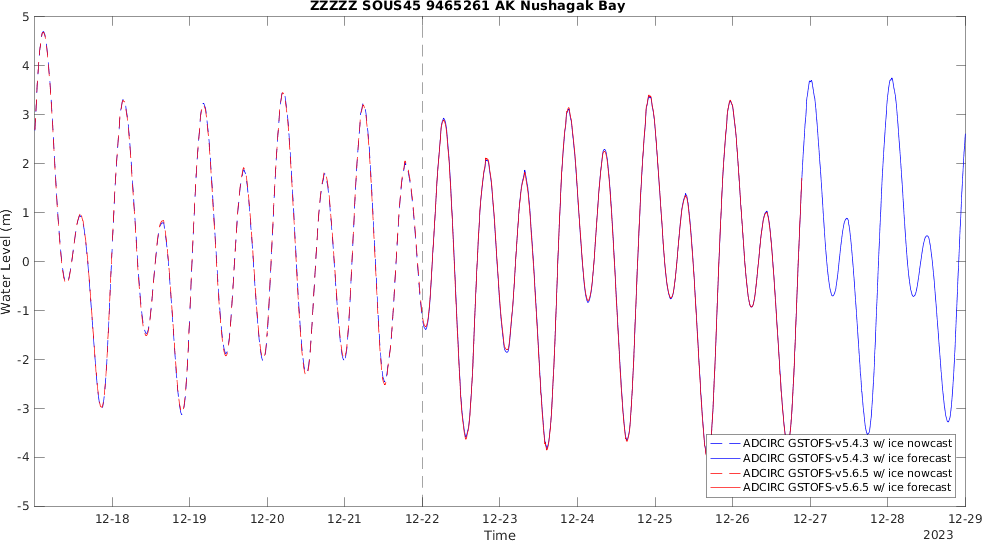 ZZZZZ SOUS45 9465261 AK Nushagak Bay
5
4
3
2
1
0
-1
-2
-3
-4
-5
Water Level (m)
ADCIRC GSTOFS-v5.4.3 w/ ice nowcast
ADCIRC GSTOFS-v5.4.3 w/ ice forecast
ADCIRC GSTOFS-v5.6.5 w/ ice nowcast
ADCIRC GSTOFS-v5.6.5 w/ ice forecast
12-18 12-19 12-20 12-21 12-22 12-23 12-24 12-25 12-26 12-27 12-28 12-29
Time
2023